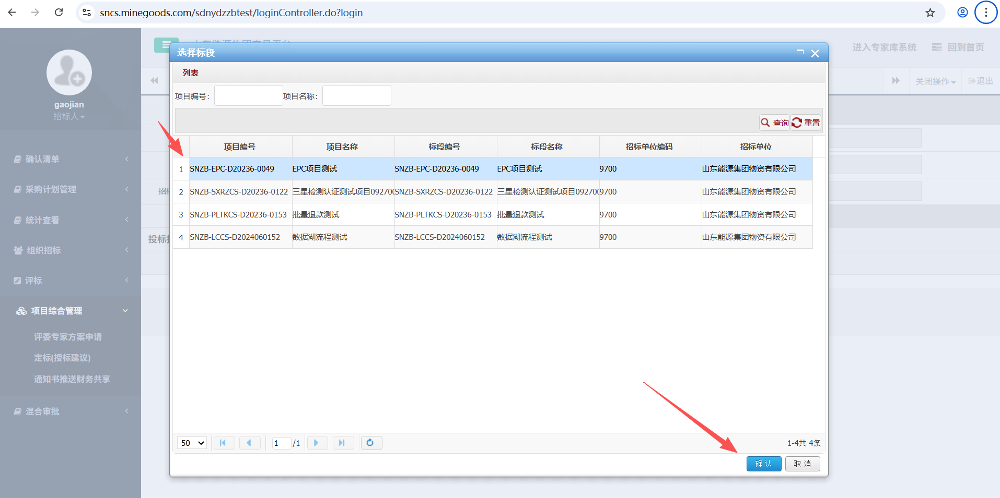 sncs.minegoods.com/sdnydzzbtest/loginController.do?login
进入专家库系统
回到首页
关闭操作
退出
gaojian
招标人
确认清单
采购计划管理
统计查看
组织招标
评标
项目综合管理
评委专家方案申请
定标(授标建议)
通知书推送财务共享
混合审批
选择标段
列表
项目编号: 项目名称:
查询 重置
项目编号 项目名称 标段编号 标段名称 招标单位编码 招标单位
1 SNZB-EPC-D20236-0049 EPC项目测试 SNZB-EPC-D20236-0049 EPC项目测试 9700 山东能源集团物资有限公司
2 SNZB-SXRZCS-D20236-0122 三星检测认证测试项目092700 SNZB-SXRZCS-D20236-0122 三星检测认证测试项目092700 9700 山东能源集团物资有限公司
3 SNZB-PLTKCS-D20236-0153 批量退款测试 SNZB-PLTKCS-D20236-0153 批量退款测试 9700 山东能源集团物资有限公司
4 SNZB-LCCS-D2024060152 数据湖流程测试 SNZB-LCCS-D2024060152 数据湖流程测试 9700 山东能源集团物资有限公司
50 1 /1 1-4共 4条
确 认 取 消